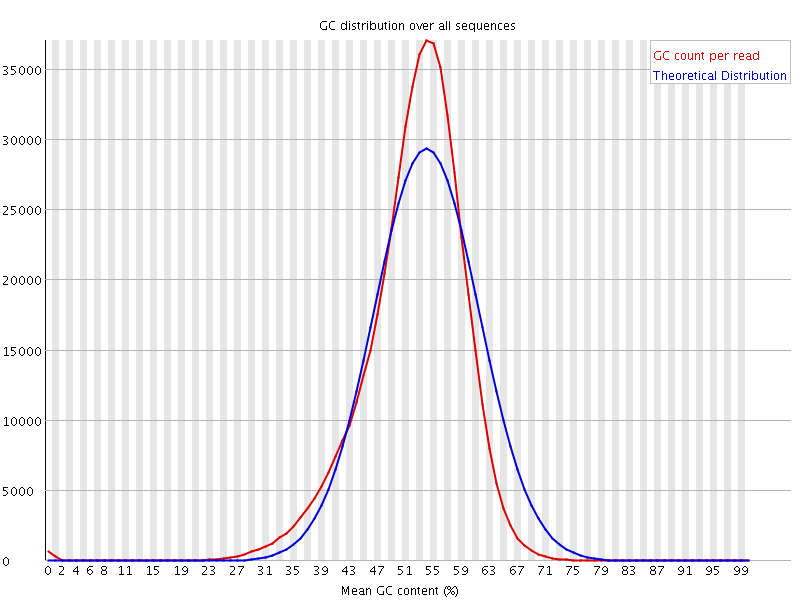 GC distribution over all sequences
GC count per read
Theoretical Distribution
35000
30000
25000
20000
15000
10000
5000
0
0 2 4 6 8 11 15 19 23 27 31 35 39 43 47 51 55 59 63 67 71 75 79 83 87 91 95 99
Mean GC content (%)